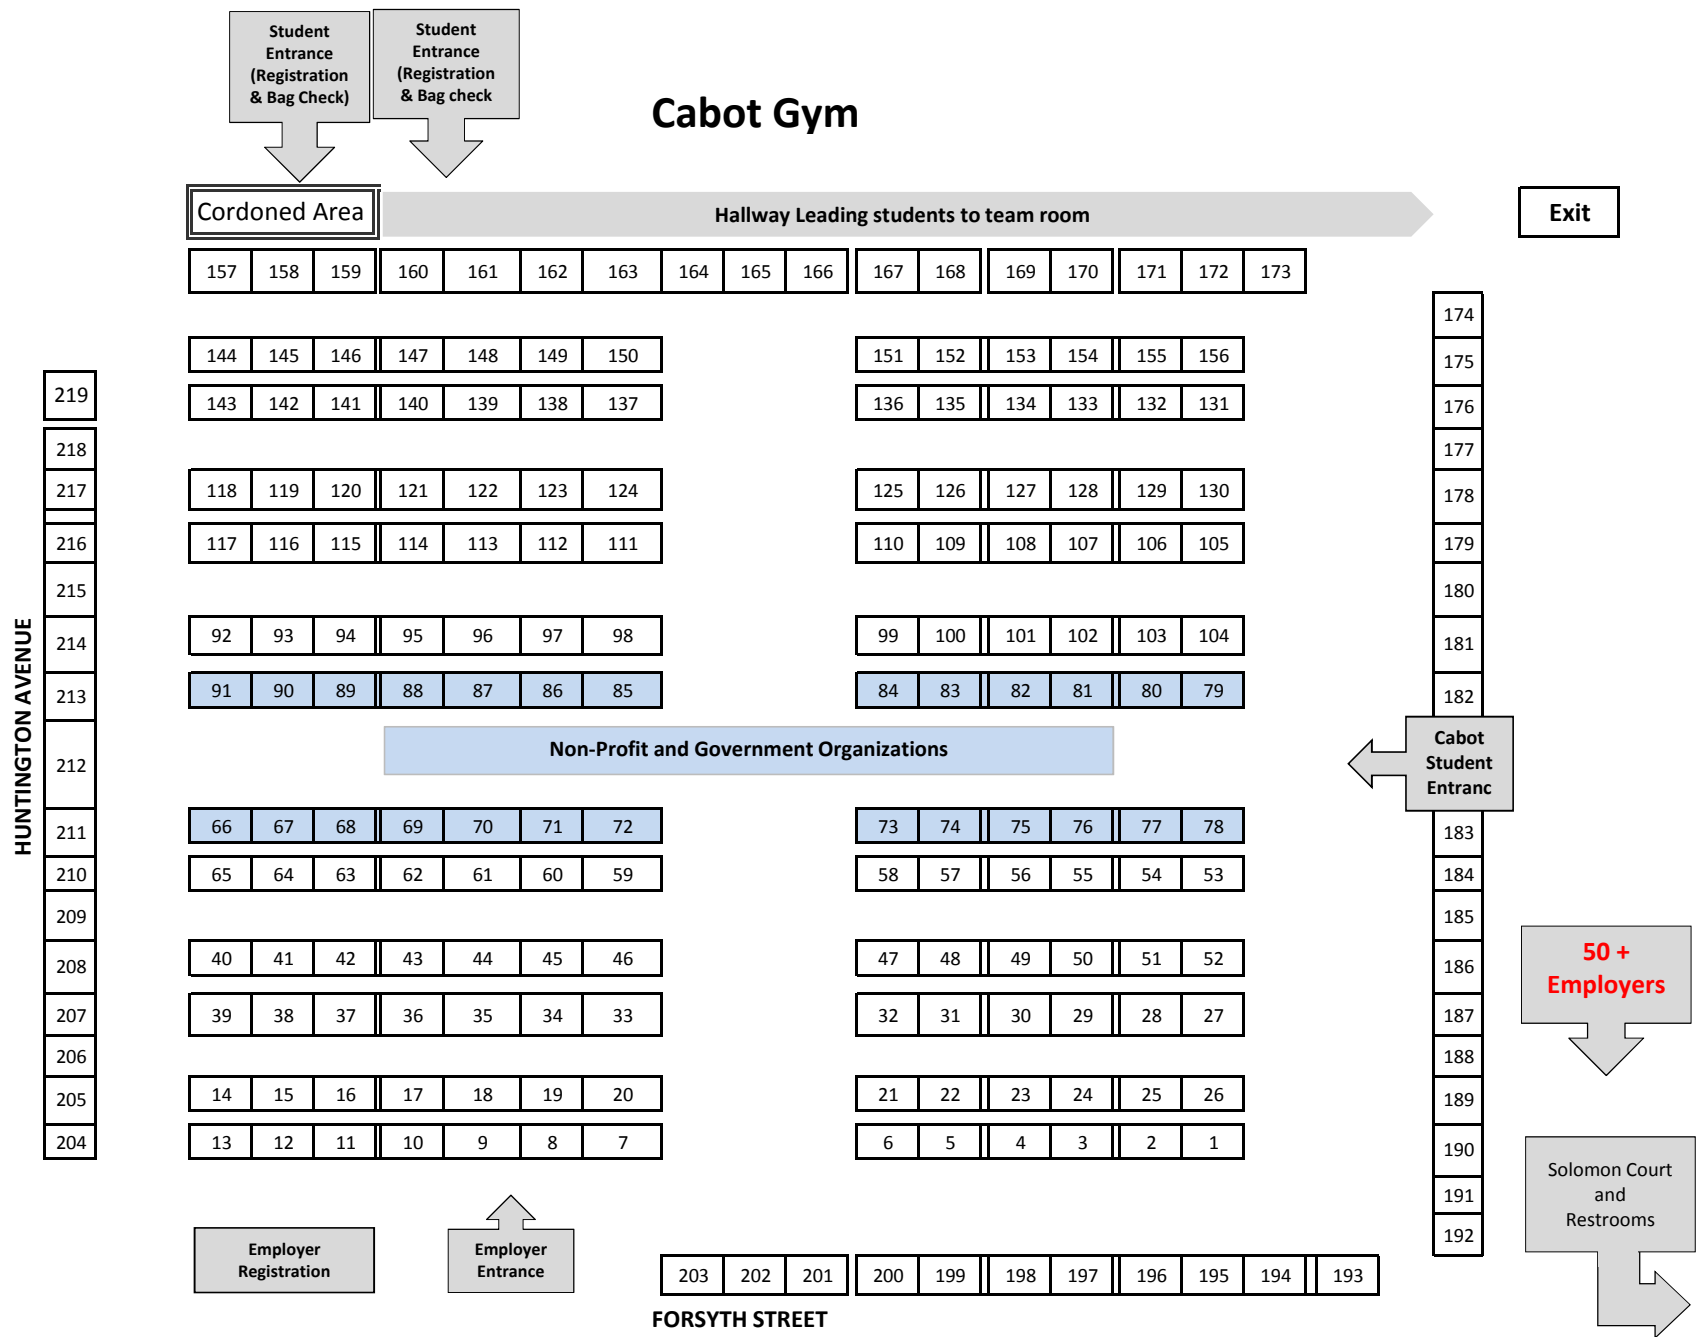 Student
Entrance
(Registration
& Bag Check)
Student
Entrance
(Registration
& Bag check
Cabot Gym
Cordoned Area
Hallway Leading students to team room
Exit
157 158 159 160 161 162 163 164 165 166 167 168 169 170 171 172 173
174
144 145 146 147 148 149 150 151 152 153 154 155 156
175
219
143 142 141 140 139 138 137 136 135 134 133 132 131
176
218
177
217
118 119 120 121 122 123 124 125 126 127 128 129 130
178
216
117 116 115 114 113 112 111 110 109 108 107 106 105
179
215
180
214
92 93 94 95 96 97 98 99 100 101 102 103 104
181
213
91 90 89 88 87 86 85 84 83 82 81 80 79
182
HUNTINGTON AVENUE
212
Non-Profit and Government Organizations
Cabot
Student
Entranc
211
66 67 68 69 70 71 72 73 74 75 76 77 78
183
210
65 64 63 62 61 60 59 58 57 56 55 54 53
184
209
185
208
40 41 42 43 44 45 46 47 48 49 50 51 52
186
50 +
Employers
207
39 38 37 36 35 34 33 32 31 30 29 28 27
187
206
188
205
14 15 16 17 18 19 20 21 22 23 24 25 26
189
204
13 12 11 10 9 8 7 6 5 4 3 2 1
190
191
192
Solomon Court
and
Restrooms
Employer
Registration
Employer
Entrance
203 202 201 200 199 198 197 196 195 194 193
FORSYTH STREET